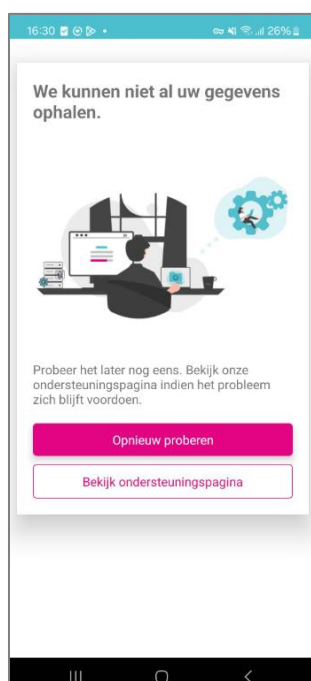 16:30 26%
We kunnen niet al uw gegevens
ophalen.
Probeer het later nog eens. Bekijk onze
ondersteuningspagina indien het probleem
zich blijft voordoen.
Opnieuw proberen
Bekijk ondersteuningspagina